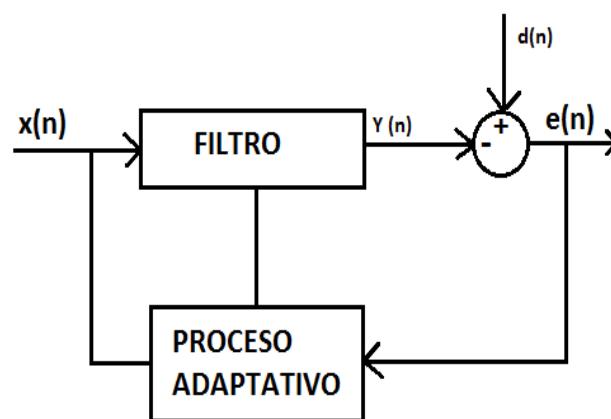 d(n)
x(n)
FILTRO
Y (n)
+
-
e(n)
PROCESO
ADAPTATIVO